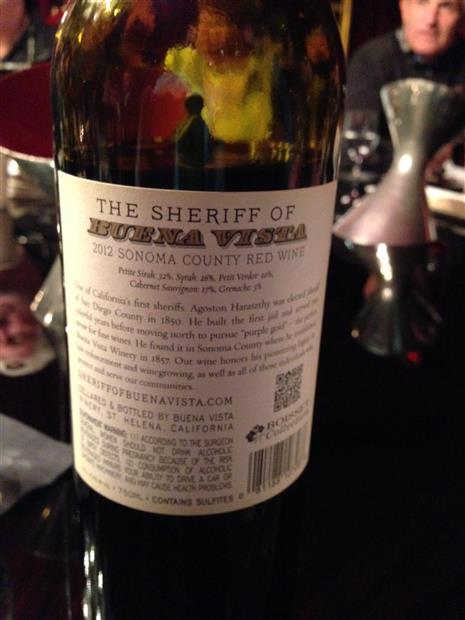 THE SHERIFF OF
BUENA VISTA
2012 SONOMA COUNTY RED WINE
Petite Sirah: 32%, Syrah: 26%, Petit Verdot: 20%,
Cabernet Sauvignon: 17%, Grenache: 5%
One of California's first sheriffs, Agoston Haraszthy was elected Sheriff
of San Diego County in 1850. He built the first jail and served two
colorful years before moving north to pursue "purple gold" – the perfect
terroir for fine wines. He found it in Sonoma County where he founded
Buena Vista Winery in 1857. Our wine honors his pioneering legacy in
law enforcement and winegrowing, as well as all of those individuals who
protect and serve our communities.
SHERIFFOFBUENAVISTA.COM
CELLARED & BOTTLED BY BUENA VISTA
WINERY, ST. HELENA, CALIFORNIA
BOISSET
Collection
GOVERNMENT WARNING: (1) ACCORDING TO THE SURGEON
GENERAL, WOMEN SHOULD NOT DRINK ALCOHOLIC
BEVERAGES DURING PREGNANCY BECAUSE OF THE RISK
OF BIRTH DEFECTS. (2) CONSUMPTION OF ALCOHOLIC
BEVERAGES IMPAIRS YOUR ABILITY TO DRIVE A CAR OR
OPERATE MACHINERY, AND MAY CAUSE HEALTH PROBLEMS.
• 750ML • CONTAINS SULFITES